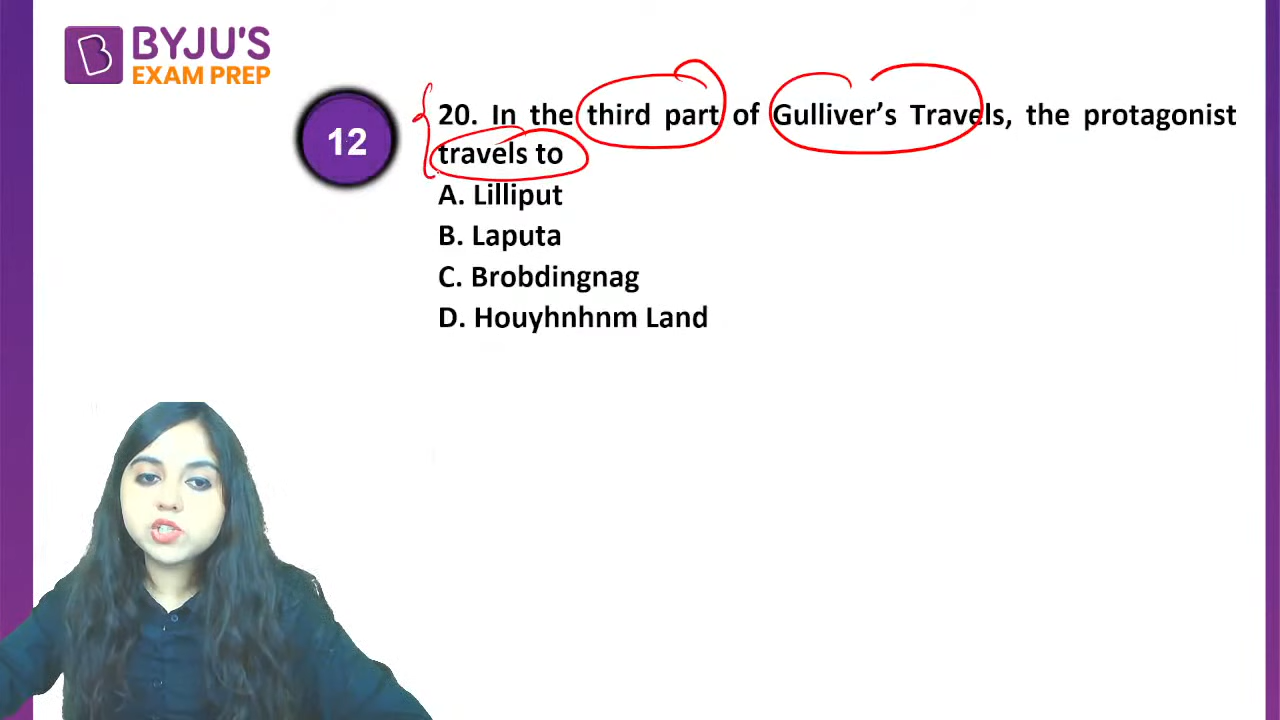 BYJU'S
EXAM PREP
12
20. In the third part of Gulliver's Travels, the protagonist
travels to
A. Lilliput
B. Laputa
C. Brobdingnag
D. Houyhnhnm Land